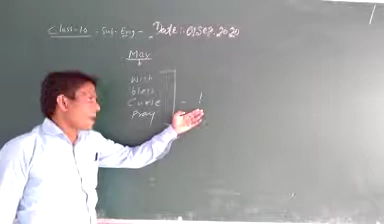 Class-10 - Sub-Eng - Date:-01 Sep. 2020
May
Wish
bless
Curse - !
Pray